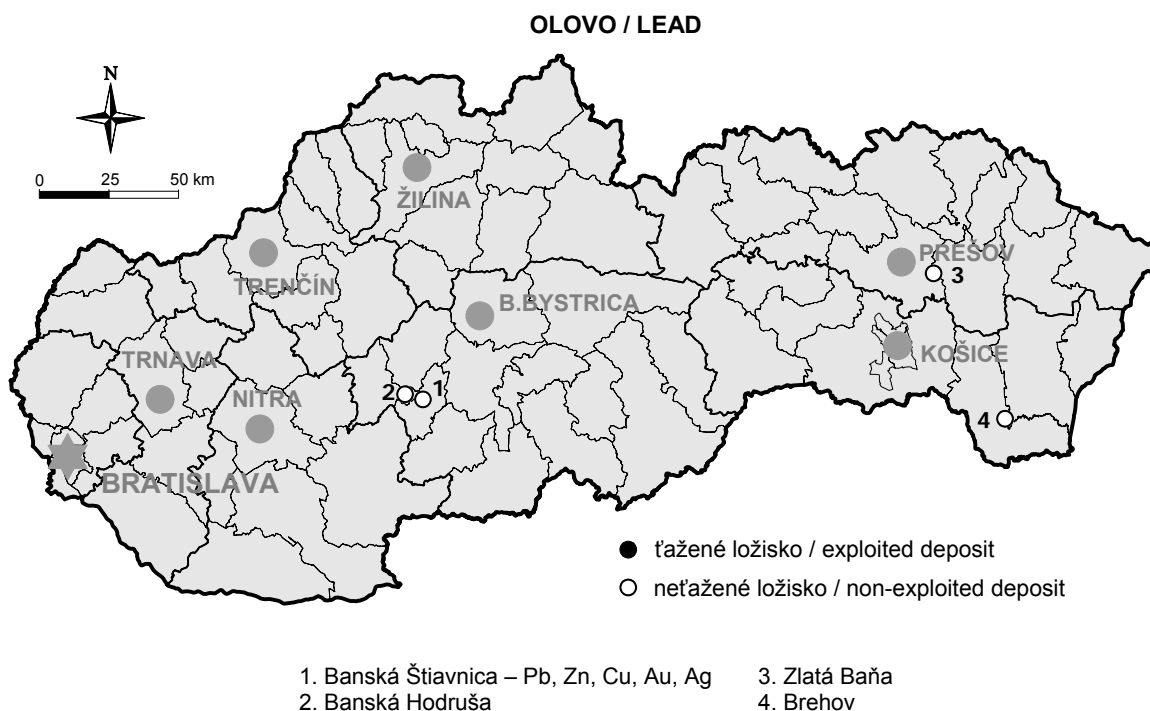 OLOVO / LEAD
N
0 25 50 km
ŽILINA
PREŠOV
3
TRENČÍN
B.BYSTRICA
KOŠICE
TRNAVA
NITRA
2 1
4
BRATISLAVA
ťažené ložisko / exploited deposit
neťažené ložisko / non-exploited deposit
1. Banská Štiavnica – Pb, Zn, Cu, Au, Ag
2. Banská Hodruša
3. Zlatá Baňa
4. Brehov